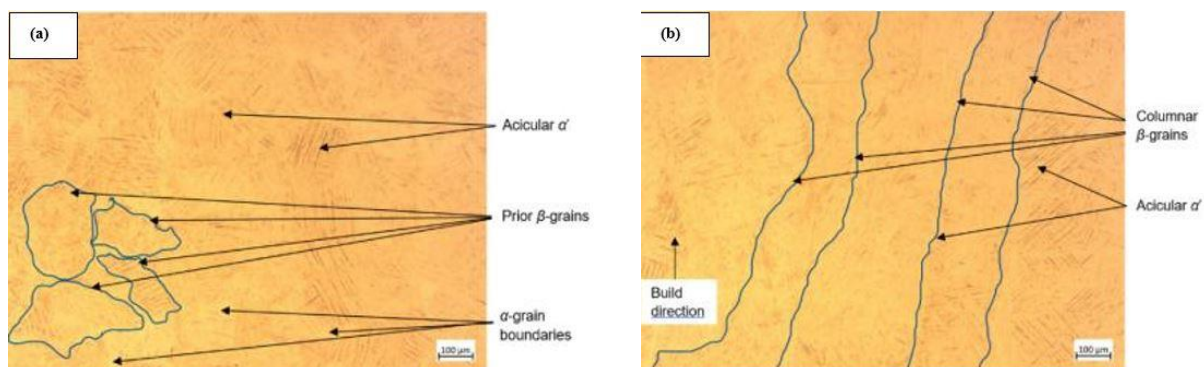 (a)
Acicular α′
Prior β-grains
α-grain
boundaries
100 µm
(b)
Columnar
β-grains
Acicular α′
Build
direction
100 µm